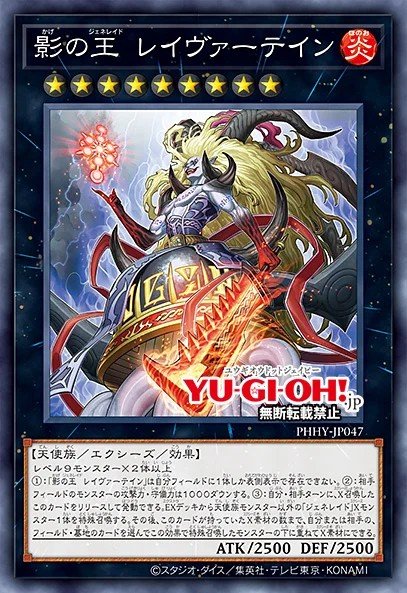 影の王 レイヴァーテイン
かげ ジェネレイド
炎
ほのお
ユウギオウドットジェイピー
YU-GI-OH!.jp
無断転載禁止
PHHY-JP047
【天使族／エクシーズ／効果】
レベル9モンスター×2体以上
①:「影の王 レイヴァーテイン」は自分フィールドに1体しか表側表示で存在できない。②:相手
フィールドのモンスターの攻撃力・守備力は1000ダウンする。③:自分・相手ターンに、X召喚した
このカードをリリースして発動できる。EXデッキから天使族モンスター以外の「ジェネレイド」Xモン
スター1体を特殊召喚する。その後、このカードが持っていたX素材の数まで、自分または相手の、
フィールド・墓地のカードを選んでこの効果で特殊召喚したモンスターの下に重ねてX素材にできる。
ATK/2500 DEF/2500
©スタジオ・ダイス／集英社・テレビ東京・KONAMI